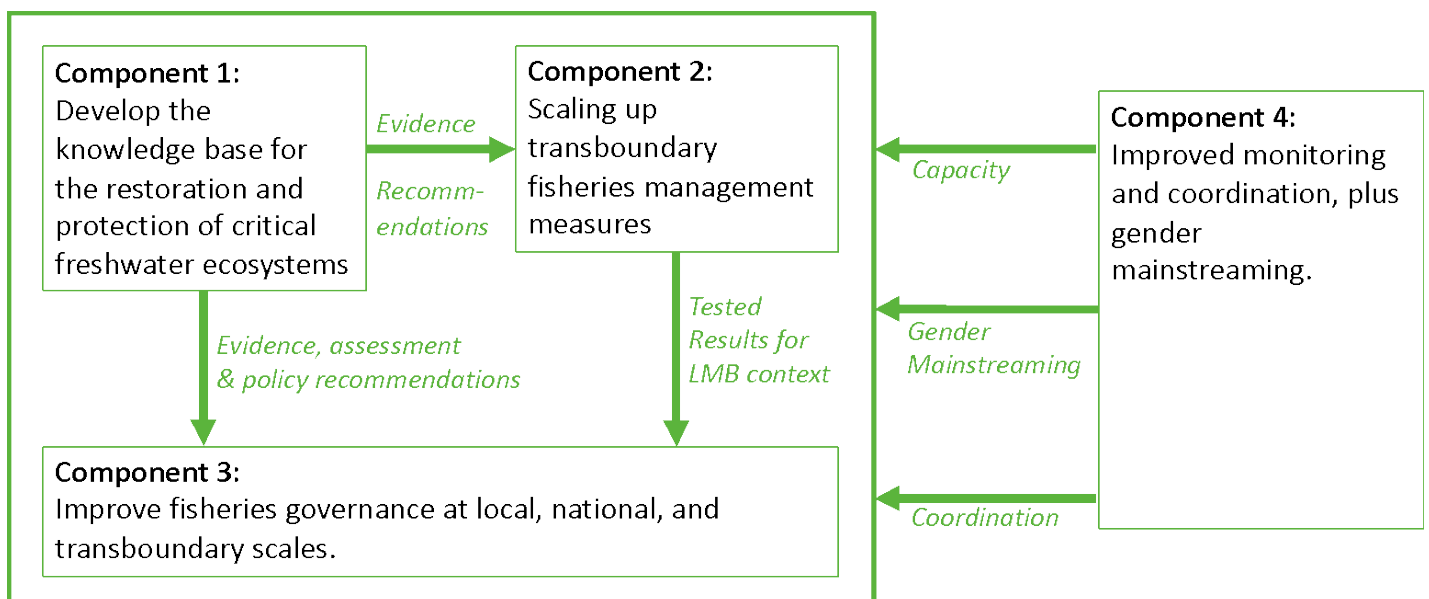 Component 1:
Develop the
knowledge base for
the restoration and
protection of critical
freshwater ecosystems
Evidence
Recomm-
endations
Component 2:
Scaling up
transboundary
fisheries management
measures
Evidence, assessment
& policy recommendations
Tested
Results for
LMB context
Component 3:
Improve fisheries governance at local, national, and
transboundary scales.
Capacity
Gender
Mainstreaming
Coordination
Component 4:
Improved monitoring
and coordination, plus
gender
mainstreaming.